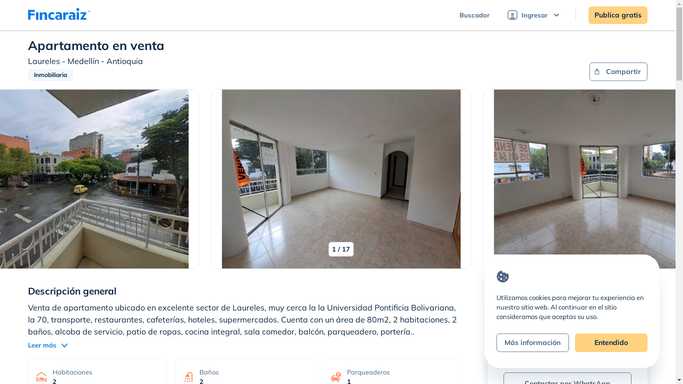 Fincaraiz
Buscador
Ingresar
Publica gratis
Apartamento en venta
Laureles - Medellín - Antioquia
Inmobiliaria
Compartir
1 / 17
Descripción general
Venta de apartamento ubicado en excelente sector de Laureles, muy cerca la la Universidad Pontificia Bolivariana,
la 70, transporte, restaurantes, cafeterías, hoteles, supermercados. Cuenta con un área de 80m2, 2 habitaciones, 2
baños, alcoba de servicio, patio de ropas, cocina integral, sala comedor, balcón, parqueadero, portería..
Leer más
Habitaciones
2
Baños
2
Parqueaderos
1
Utilizamos cookies para mejorar tu experiencia en
nuestro sitio web. Al continuar en el sitio
consideramos que aceptas su uso.
Más información
Entendido
Contactar por WhatsApp